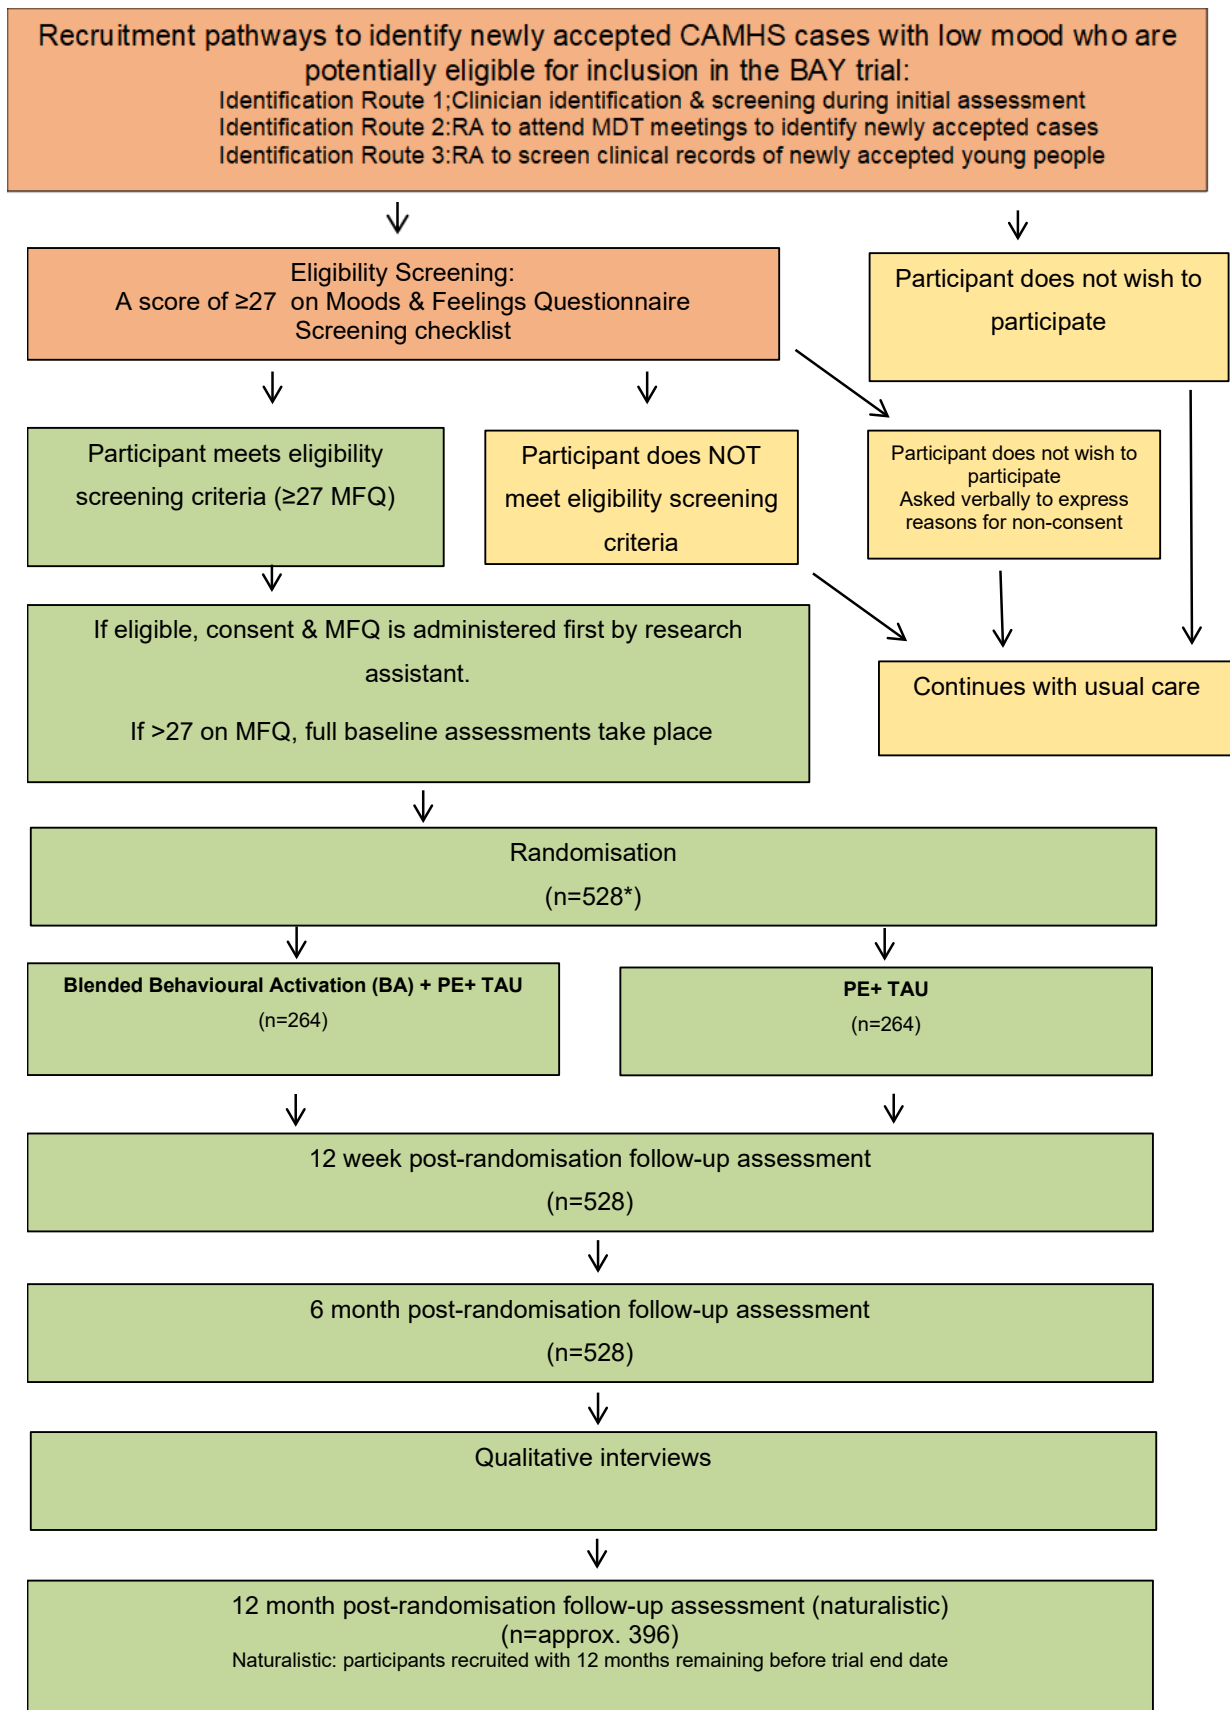 Recruitment pathways to identify newly accepted CAMHS cases with low mood who are
potentially eligible for inclusion in the BAY trial:
Identification Route 1;Clinician identification & screening during initial assessment
Identification Route 2:RA to attend MDT meetings to identify newly accepted cases
Identification Route 3:RA to screen clinical records of newly accepted young people
Eligibility Screening:
A score of ≥27 on Moods & Feelings Questionnaire
Screening checklist
Participant does not wish to
participate
Participant meets eligibility
screening criteria (≥27 MFQ)
Participant does NOT
meet eligibility screening
criteria
Participant does not wish to
participate
Asked verbally to express
reasons for non-consent
If eligible, consent & MFQ is administered first by research
assistant.
If >27 on MFQ, full baseline assessments take place
Continues with usual care
Randomisation
(n=528*)
Blended Behavioural Activation (BA) + PE+ TAU
(n=264)
PE+ TAU
(n=264)
12 week post-randomisation follow-up assessment
(n=528)
6 month post-randomisation follow-up assessment
(n=528)
Qualitative interviews
12 month post-randomisation follow-up assessment (naturalistic)
(n=approx. 396)
Naturalistic: participants recruited with 12 months remaining before trial end date